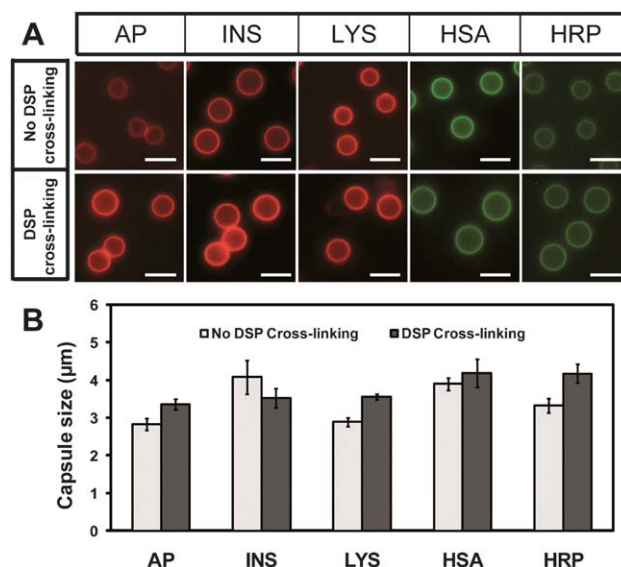 A
AP INS LYS HSA HRP
No DSP
cross-linking
DSP
cross-linking
B
No DSP Cross-linking DSP Cross-linking
Capsule size (µm)
6
5
4
3
2
1
0
AP INS LYS HSA HRP